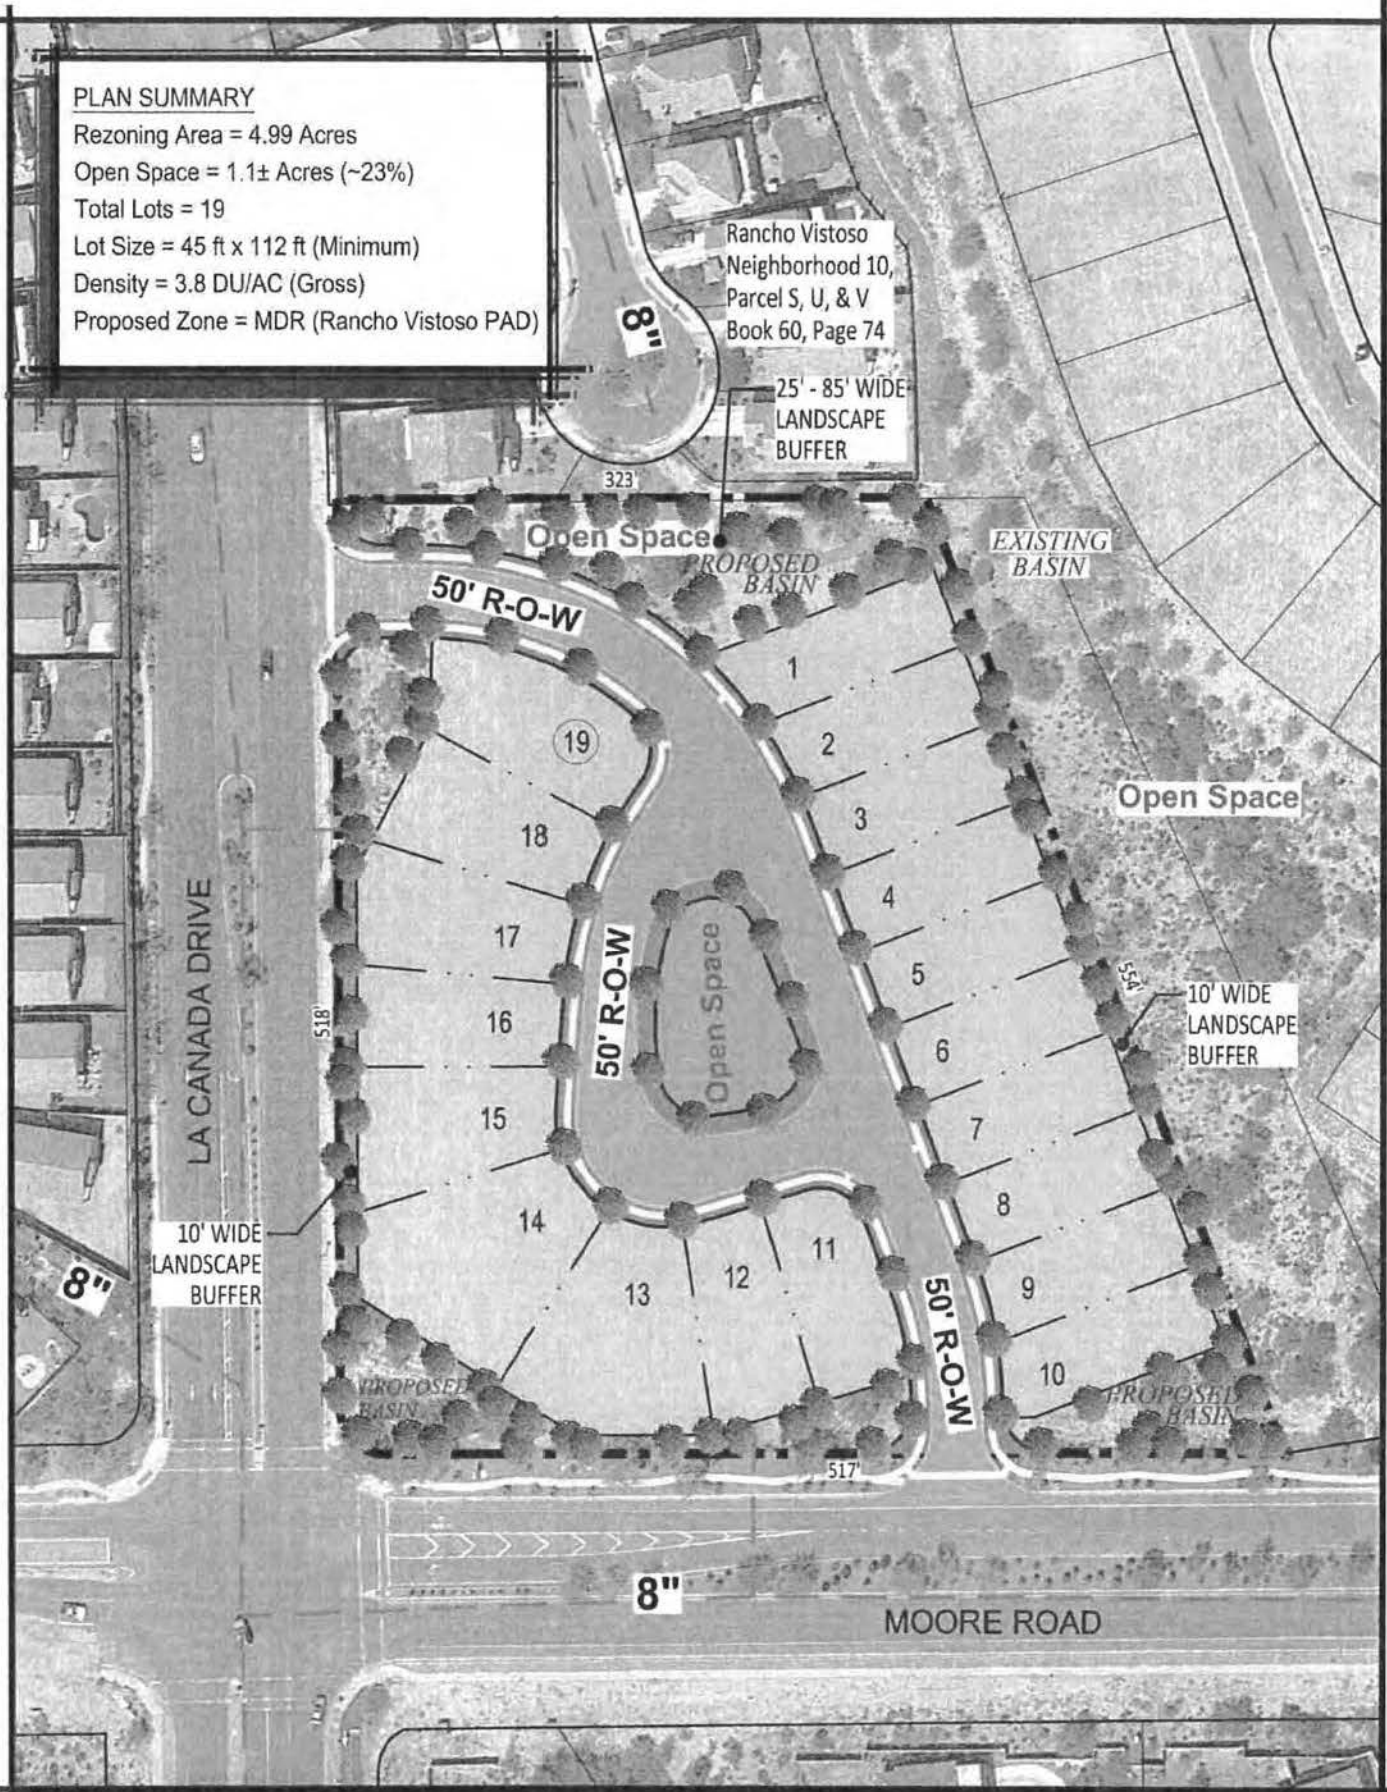 PLAN SUMMARY
Rezoning Area = 4.99 Acres
Open Space = 1.1± Acres (~23%)
Total Lots = 19
Lot Size = 45 ft x 112 ft (Minimum)
Density = 3.8 DU/AC (Gross)
Proposed Zone = MDR (Rancho Vistoso PAD)
Rancho Vistoso
Neighborhood 10,
Parcel S, U, & V
Book 60, Page 74
8"
25' - 85' WIDE
LANDSCAPE
BUFFER
323'
Open Space
PROPOSED
BASIN
EXISTING
BASIN
50' R-O-W
1
2
19
3
18
Open Space
4
17
5
Open Space
50' R-O-W
LA CANADA DRIVE
518'
16
6
554'
10' WIDE
LANDSCAPE
BUFFER
15
7
8
14
11
10' WIDE
LANDSCAPE
BUFFER
8"
13
12
9
50' R-O-W
10
PROPOSED
BASIN
PROPOSED
BASIN
517'
8"
MOORE ROAD